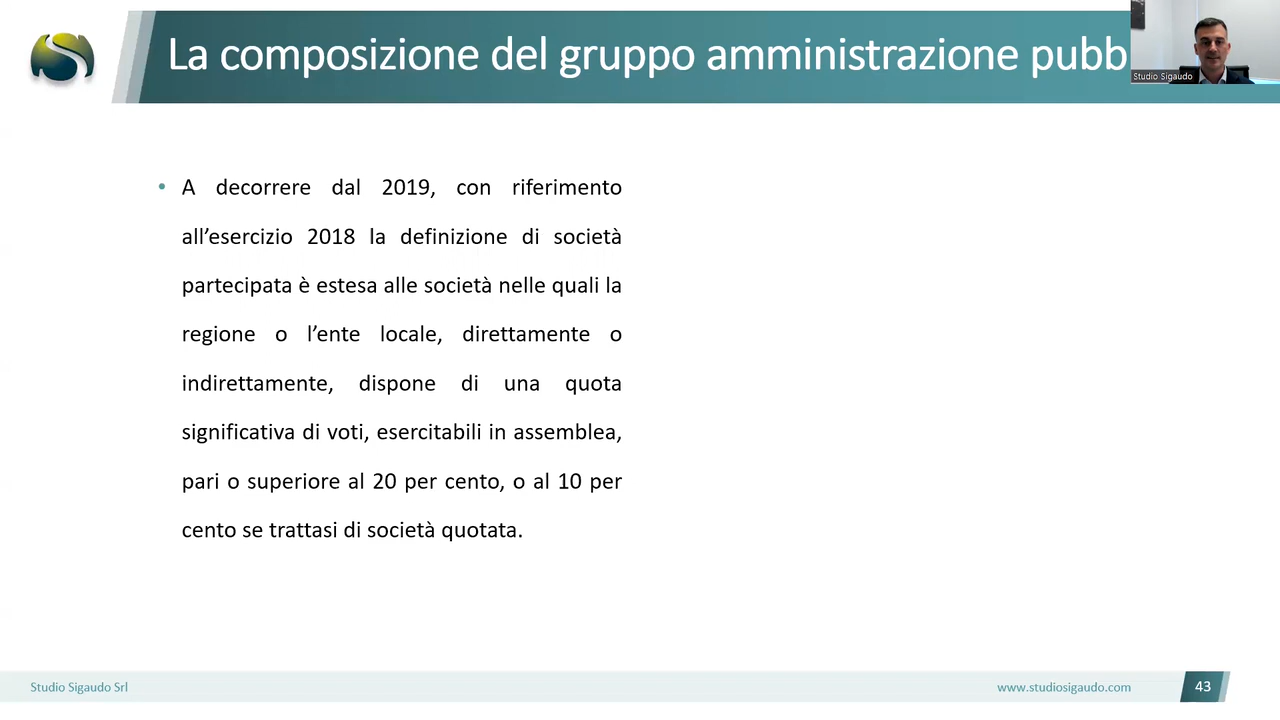 La composizione del gruppo amministrazione pubb
Studio Sigaudo
• A decorrere dal 2019, con riferimento
all’esercizio 2018 la definizione di società
partecipata è estesa alle società nelle quali la
regione o l’ente locale, direttamente o
indirettamente, dispone di una quota
significativa di voti, esercitabili in assemblea,
pari o superiore al 20 per cento, o al 10 per
cento se trattasi di società quotata.
Studio Sigaudo Srl
www.studiosigaudo.com
43